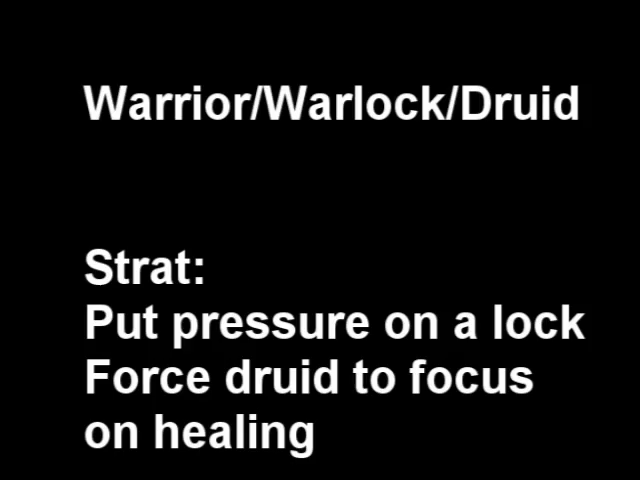 Warrior/Warlock/Druid
Strat:
Put pressure on a lock
Force druid to focus
on healing